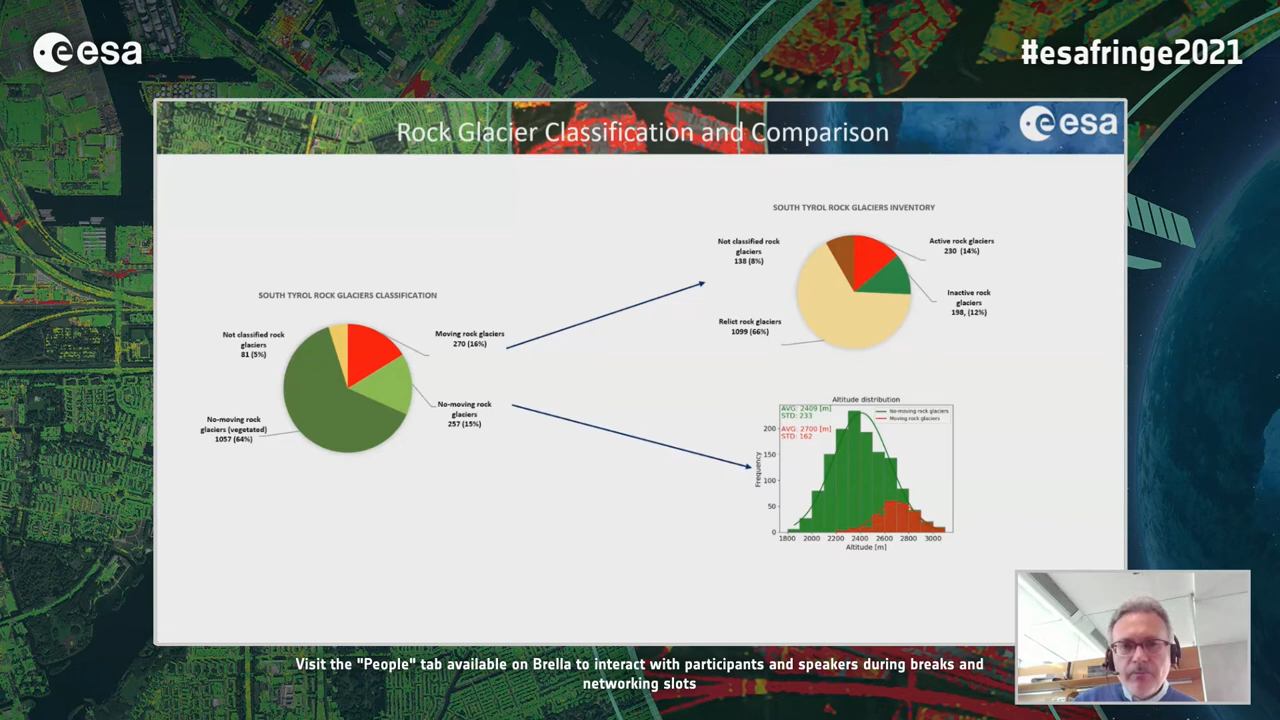 esa
#esafringe2021
Rock Glacier Classification and Comparison
esa
SOUTH TYROL ROCK GLACIERS INVENTORY
Not classified rock
glaciers
138 (8%)
Active rock glaciers
230 (14%)
Inactive rock
glaciers
198, (12%)
Relict rock glaciers
1099 (66%)
SOUTH TYROL ROCK GLACIERS CLASSIFICATION
Not classified rock
glaciers
81 (5%)
Moving rock glaciers
270 (16%)
No-moving rock
glaciers
257 (15%)
No-moving rock
glaciers (vegetated)
1057 (64%)
Altitude distribution
AVG: 2409 [m]
STD: 233
AVG: 2700 [m]
STD: 162
No-moving rock glaciers
Moving rock glaciers
Frequency
200
150
100
50
0
1800 2000 2200 2400 2600 2800 3000
Altitude [m]
Visit the "People" tab available on Brella to interact with participants and speakers during breaks and
networking slots